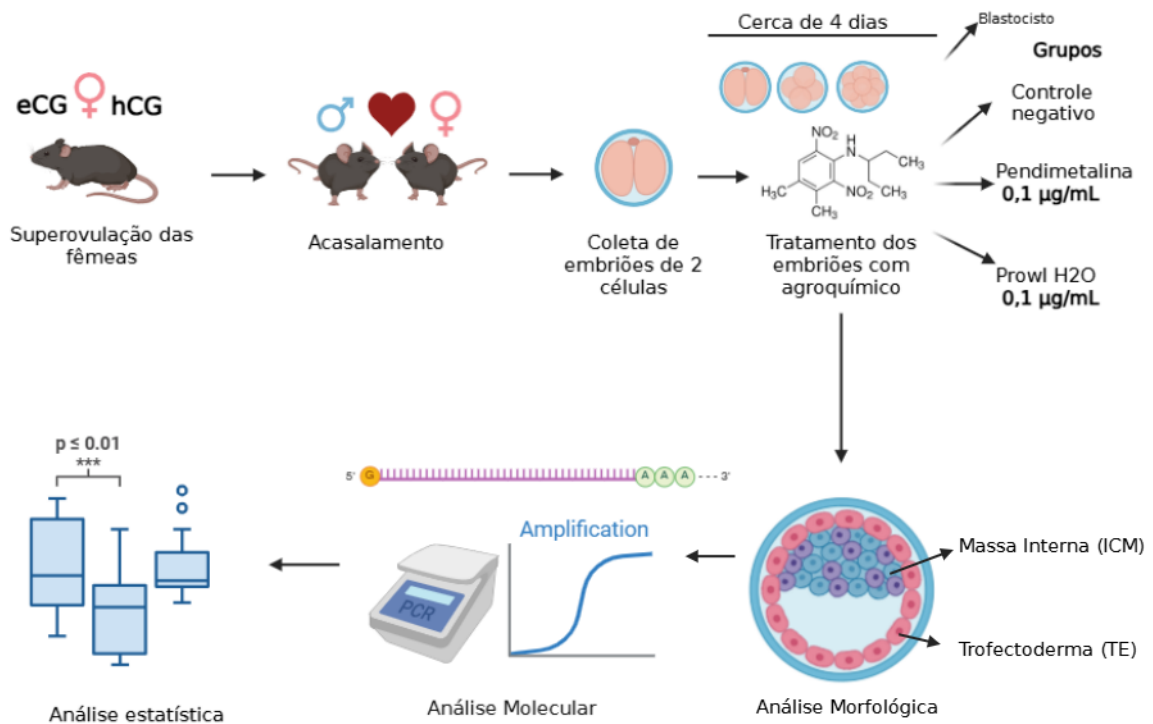 eCG hCG
Superovulação das
fêmeas
Acasalamento
Coleta de
embriões de 2
células
Cerca de 4 dias
NO₂
H
N
CH₃
H₃C
NO₂
CH₃
CH₃
Tratamento dos
embriões com
agroquímico
Blastocisto
Grupos
Controle
negativo
Pendimetalina
0,1 µg/mL
Prowl H2O
0,1 µg/mL
Massa Interna (ICM)
Trofectoderma (TE)
Análise Morfológica
5' G A A A --- 3'
Amplification
PCR
Análise Molecular
p ≤ 0.01
***
Análise estatística